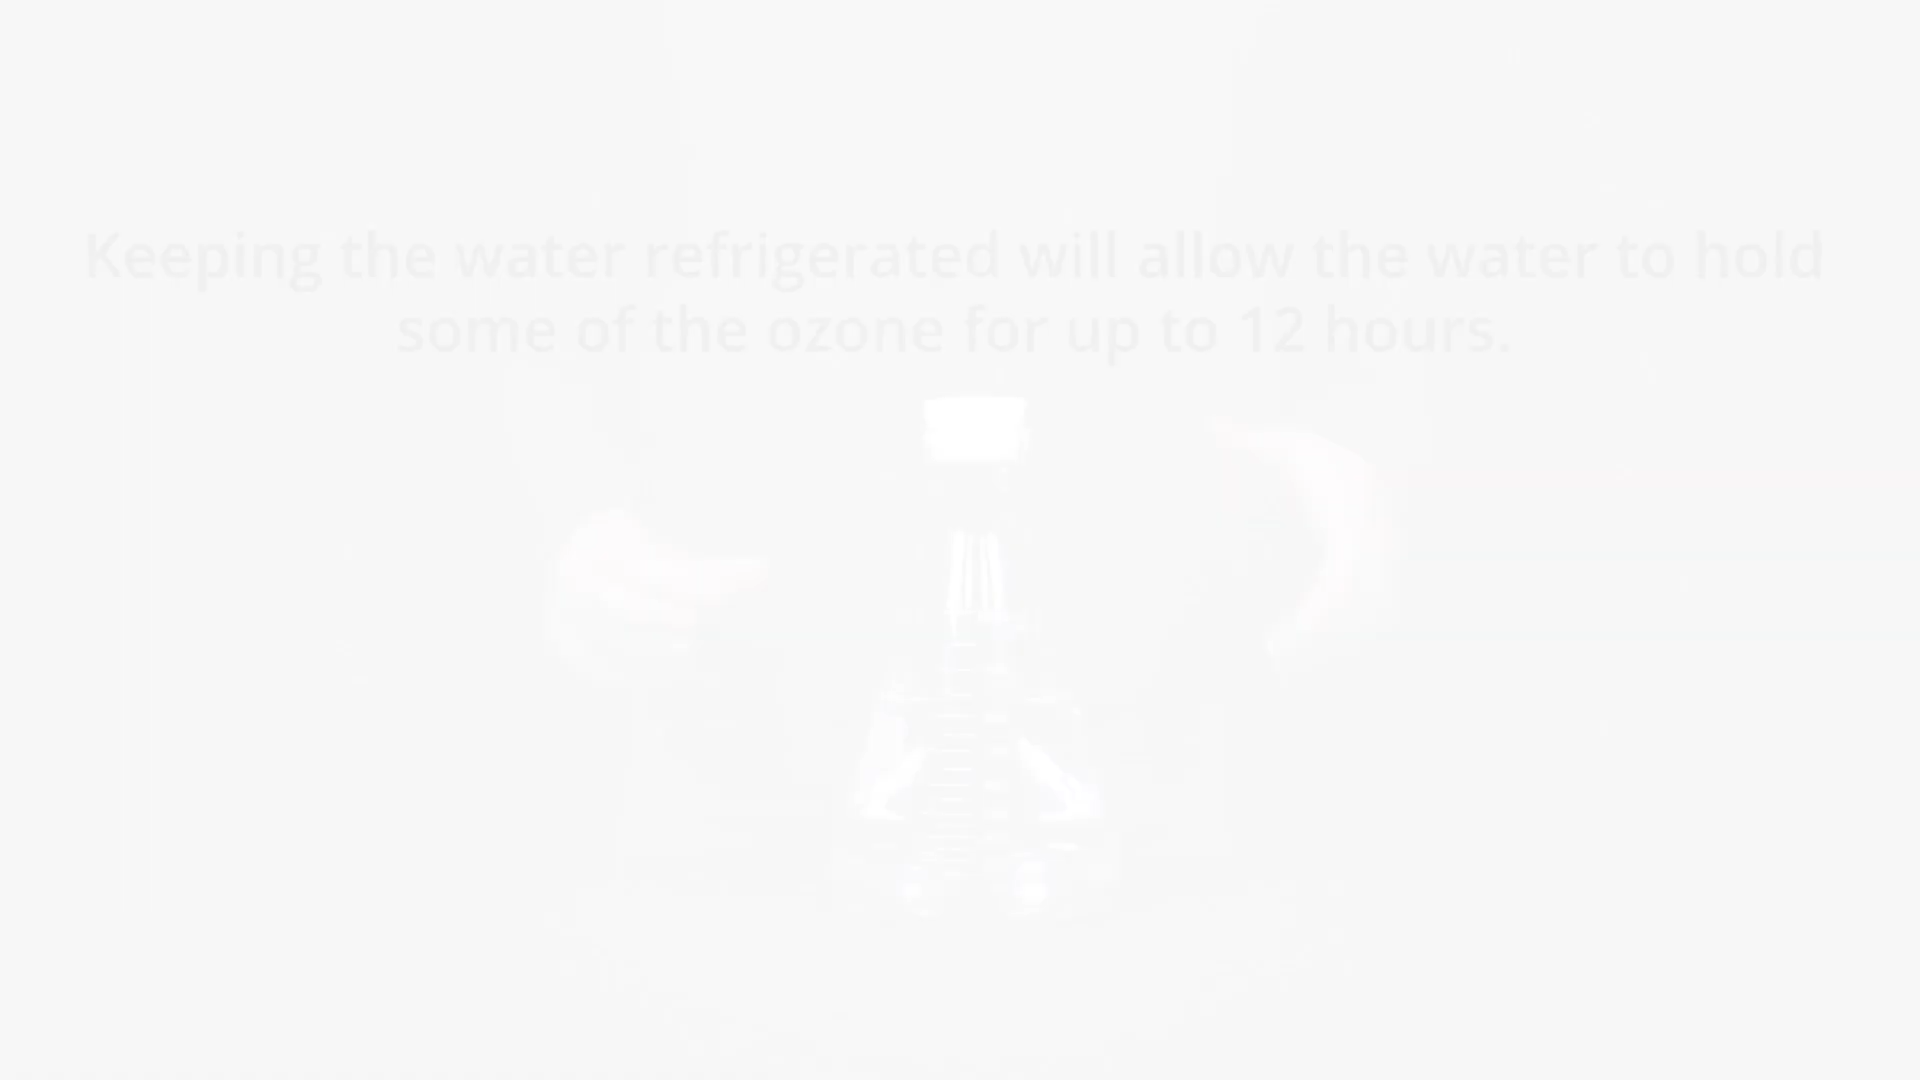 Keeping the water refrigerated will allow the water to hold
some of the ozone for up to 12 hours.